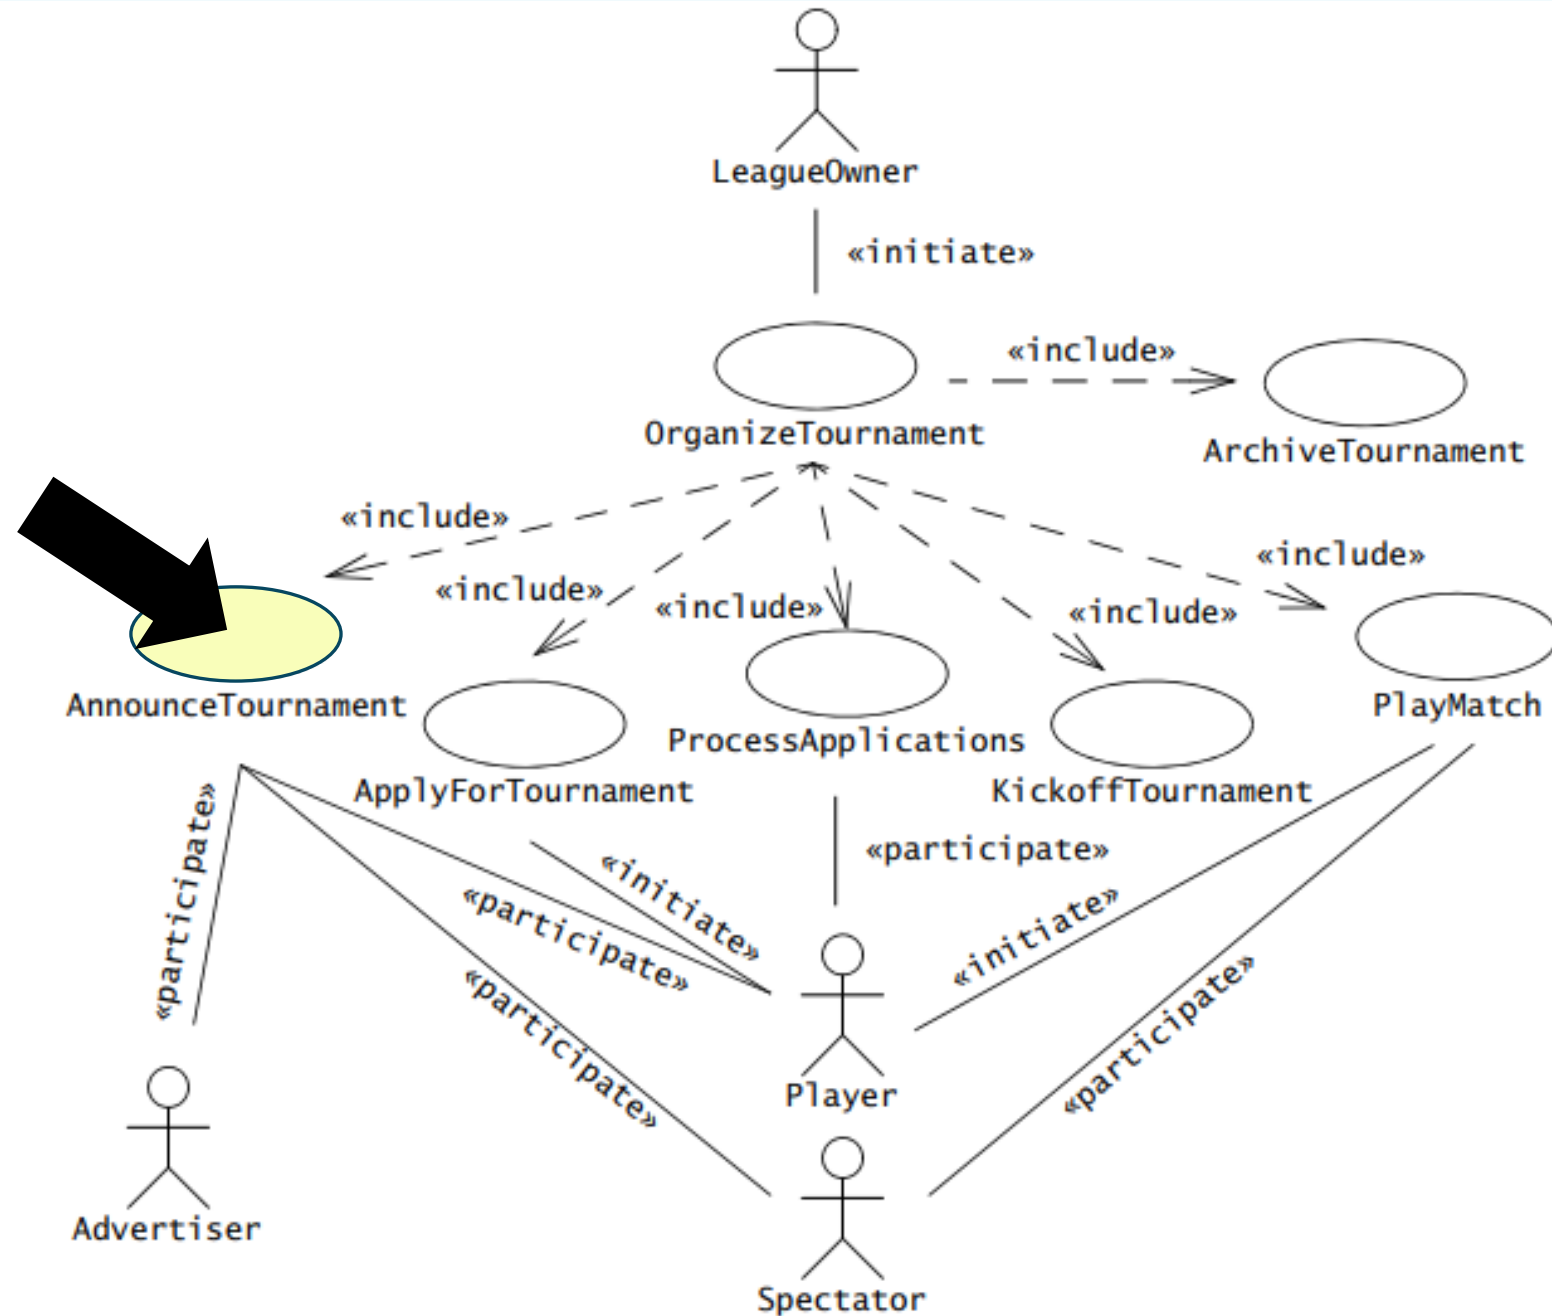 LeagueOwner
«initiate»
«include»
OrganizeTournament
ArchiveTournament
«include»
«include»
«include»
«include»
«include»
AnnounceTournament
PlayMatch
ProcessApplications
ApplyForTournament
KickoffTournament
«participate»
«participate»
«initiate»
«participate»
«initiate»
«participate»
«participate»
Player
Advertiser
Spectator